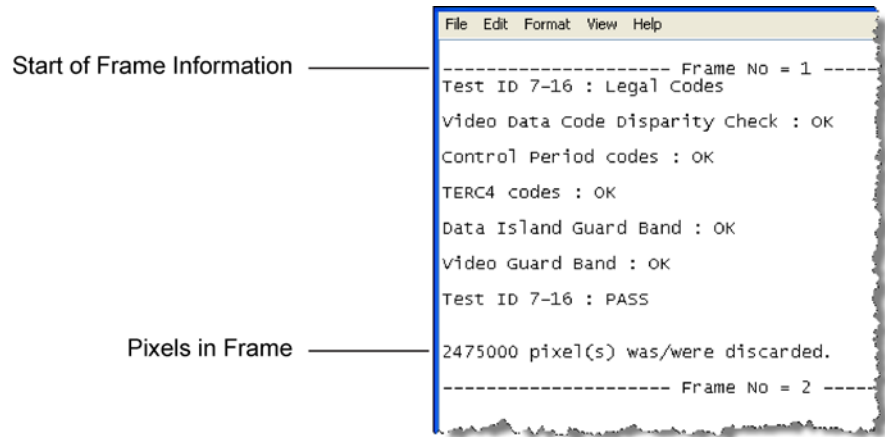 File Edit Format View Help
Start of Frame Information
--------------------- Frame No = 1 -----
Test ID 7-16 : Legal Codes
Video Data Code Disparity Check : OK
Control Period codes : OK
TERC4 codes : OK
Data Island Guard Band : OK
Video Guard Band : OK
Test ID 7-16 : PASS
Pixels in Frame
2475000 pixel(s) was/were discarded.
--------------------- Frame No = 2 -----